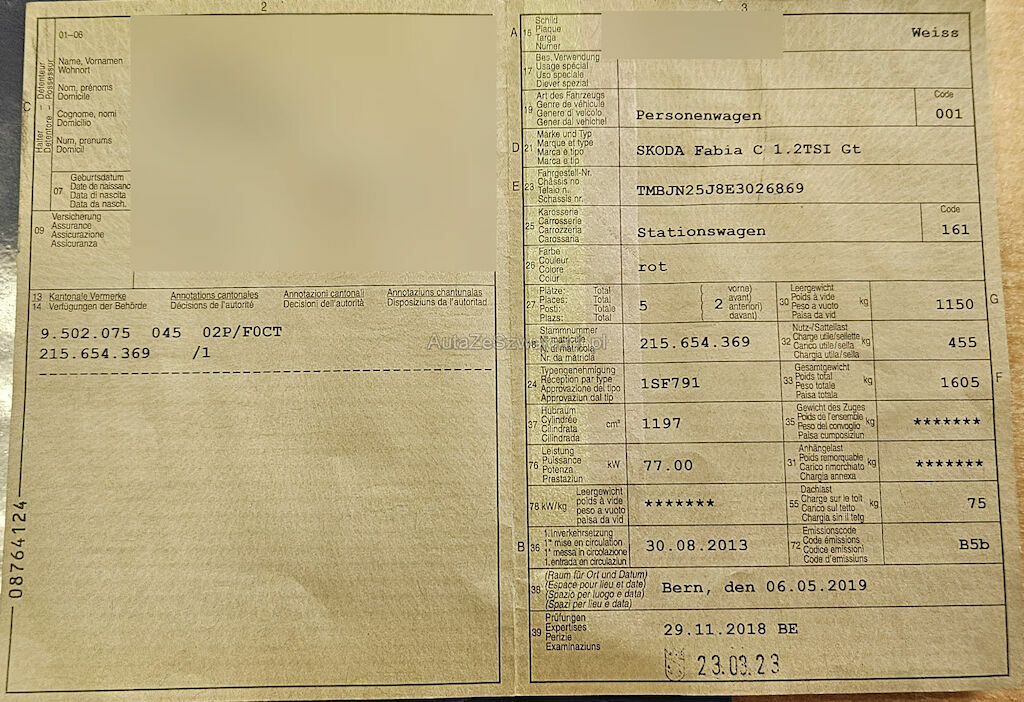 2
01-06
Name, Vornamen
Wohnort
Nom, prénoms
Domicile
Cognome, nomi
Domicilio
Num, prenums
Domicil
C
Halter Détenteur
Detentore Possessur
07
Geburtsdatum
Date de naissanc
Data di nascita
Data da nasch.
09
Versicherung
Assurance
Assicurazione
Assicuranza
13 Kantonale Vermerke Annotations cantonales Annotazioni cantonali Annotaziuns chantunalas
14 Verfügungen der Behörde Décisions de l'autorité Decisioni dell'autorità Disposiziuns da l'autoritad
9.502.075 045 02P/F0CT
215.654.369 /1
08764124
3
A 15 Schild
Plaque
Targa
Numer
Weiss
17 Bes. Verwendung
Usage spécial
Uso speciale
Diever spezial
19 Art des Fahrzeugs
Genre de véhicule
Genere di veicolo
Gener dal vehichel
Personenwagen
Code
001
D 21 Marke und Typ
Marque et type
Marca e tipo
Marca e tip
SKODA Fabia C 1.2TSI Gt
E 23 Fahrgestell-Nr.
Châssis no
Telaio n.
Schassis nr.
TMBJN25J8E3026869
25 Karosserie
Carrosserie
Carrozzeria
Carossaria
Stationswagen
Code
161
26 Farbe
Couleur
Colore
Colur
rot
27 Plätze: Total
Places: Total
Posti: Totale
Plazs: Total
5
2
vorne)
avant)
anteriori)
davant)
30 Leergewicht
Poids à vide
Peso a vuoto
Paisa da vid
kg
1150
G
18 Stammnummer
N° matricule
N. di matricola
Nr. da matricla
215.654.369
32 Nutz-/Sattellast
Charge utile/sellette
Carico utile/sella
Chargia utila/sella
kg
455
AutaZeSzwajcarii.pl
24 Typengenehmigung
Réception par type
Approvazione del tipo
Approvaziun dal tip
1SF791
33 Gesamtgewicht
Poids total
Peso totale
Paisa totala
kg
1605
F
37 Hubraum
Cylindrée
Cilindrata
Cilindrada
cm³
1197
35 Gewicht des Zuges
Poids de l'ensemble
Peso del convoglio
Paisa cumposiziun
kg
*******
76 Leistung
Puissance
Potenza
Prestaziun
kW
77.00
31 Anhängelast
Poids remorquable
Carico rimorchiato
Chargia annexa
kg
*******
78 kW/kg
Leergewicht
poids à vide
peso a vuoto
paisa da vid
*******
55 Dachlast
Charge sur le toit
Carico sul tetto
Chargia sin il tetg
kg
75
B 36 1. Inverkehrsetzung
1re mise en circulation
1a messa in circolazione
1. entrada en circulaziun
30.08.2013
72 Emissionscode
Code émissions
Codice emissioni
Code d'emissiuns
B5b
38 (Raum für Ort und Datum)
(Espace pour lieu et date)
(Spazio per luogo e data)
(Spazi per lieu e data)
Bern, den 06.05.2019
39 Prüfungen
Expertises
Perizie
Examinaziuns
29.11.2018 BE
23.03.23